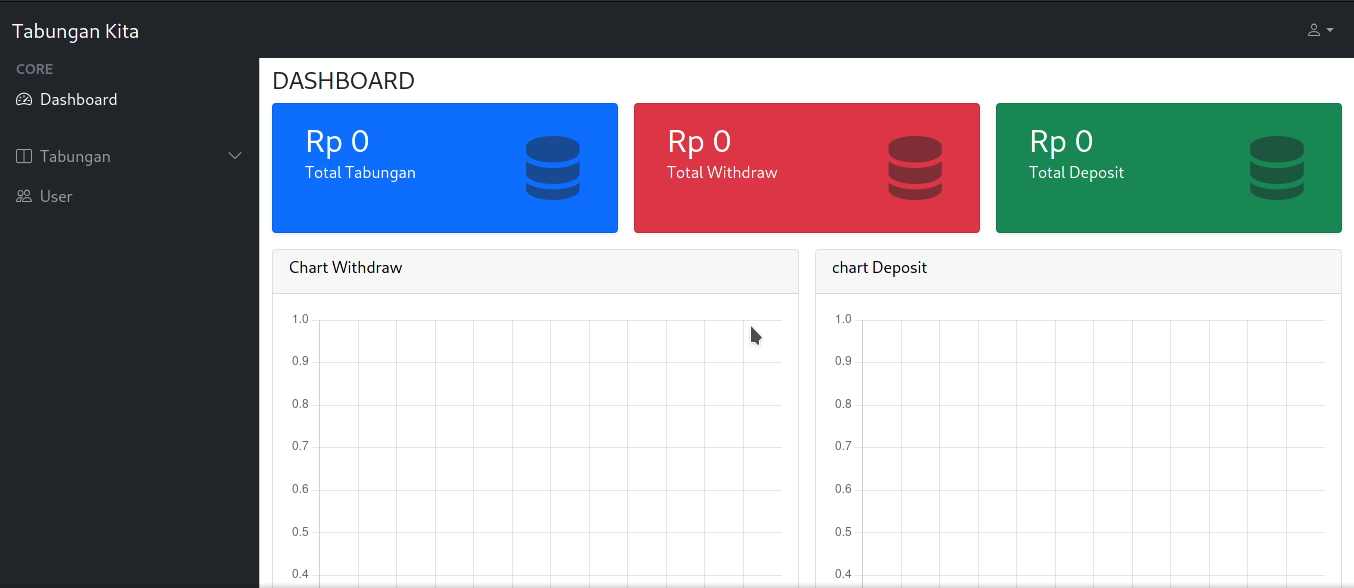 Tabungan Kita
CORE
Dashboard
Tabungan
User
DASHBOARD
Rp 0
Total Tabungan
Rp 0
Total Withdraw
Rp 0
Total Deposit
Chart Withdraw
1.0
0.9
0.8
0.7
0.6
0.5
0.4
chart Deposit
1.0
0.9
0.8
0.7
0.6
0.5
0.4